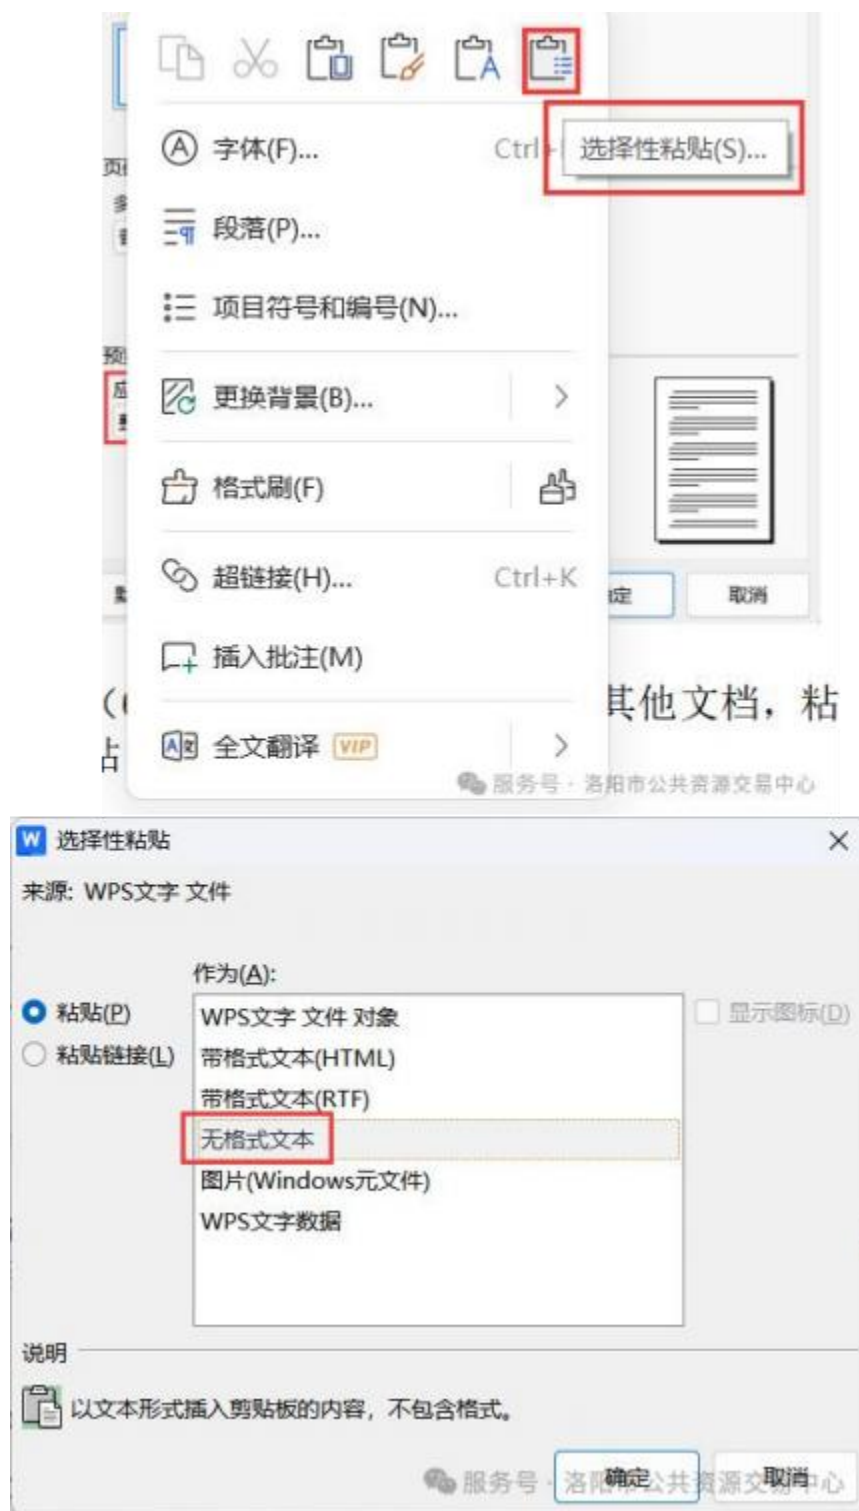 字体(F)...
Ctrl+
选择性粘贴(S)...
段落(P)...
项目符号和编号(N)...
更换背景(B)...
格式刷(F)
取消
超链接(H)...
Ctrl+K
插入批注(M)
其他文档，粘
全文翻译 VIP
服务号·洛阳市公共资源交易中心
W 选择性粘贴
来源: WPS文字 文件
作为(A):
粘贴(P)
粘贴链接(L)
WPS文字 文件 对象
带格式文本(HTML)
带格式文本(RTF)
无格式文本
图片(Windows元文件)
WPS文字数据
显示图标(D)
说明
以文本形式插入剪贴板的内容，不包含格式。
确定
取消
服务号·洛阳市公共资源交易中心